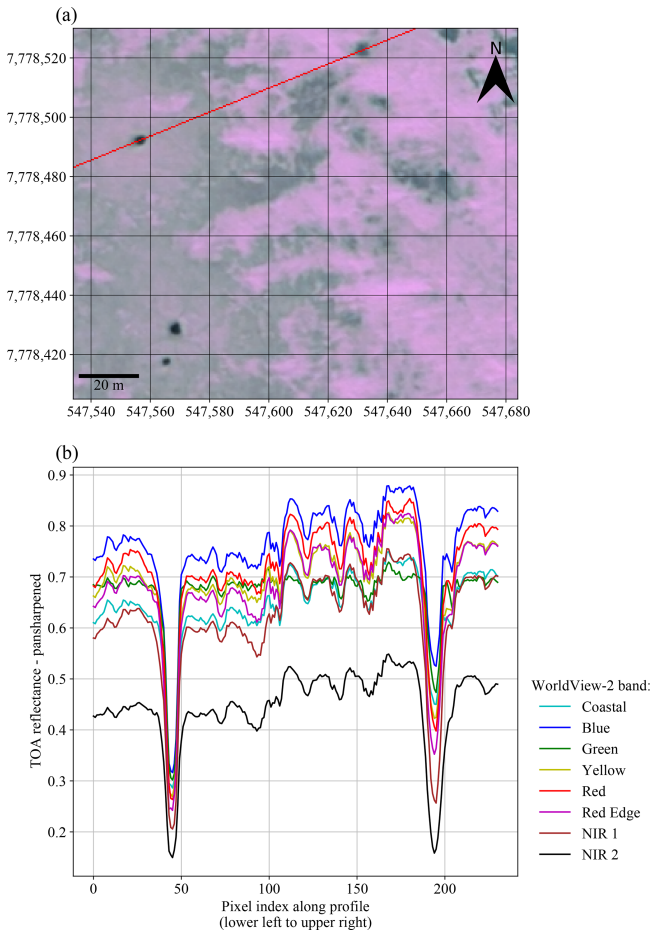 (a)
N
7,778,520
7,778,500
7,778,480
7,778,460
7,778,440
7,778,420
20 m
547,540 547,560 547,580 547,600 547,620 547,640 547,660 547,680
(b)
0.9
0.8
0.7
0.6
0.5
0.4
0.3
0.2
TOA reflectance - pansharpened
0 50 100 150 200
Pixel index along profile
(lower left to upper right)
WorldView-2 band:
Coastal
Blue
Green
Yellow
Red
Red Edge
NIR 1
NIR 2